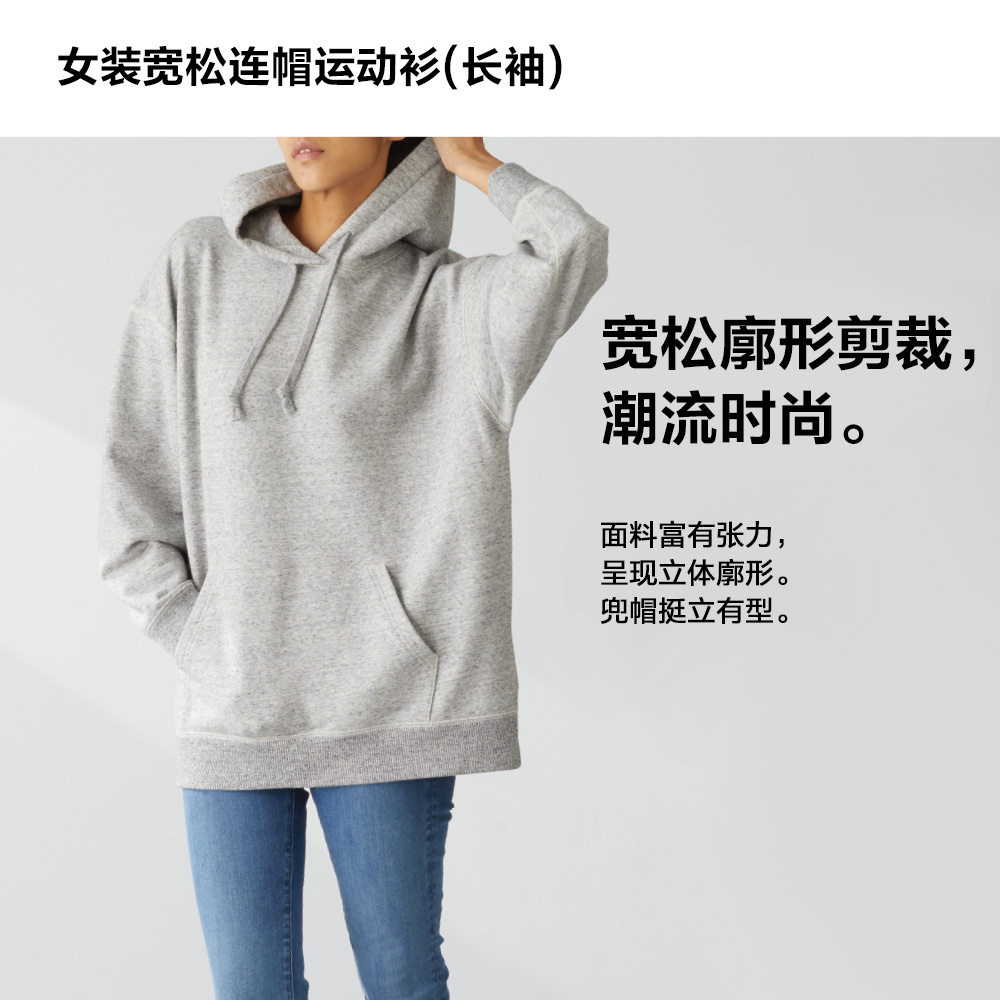 女装宽松连帽运动衫(长袖)
宽松廓形剪裁，
潮流时尚。
面料富有张力，
呈现立体廓形。
兜帽挺立有型。